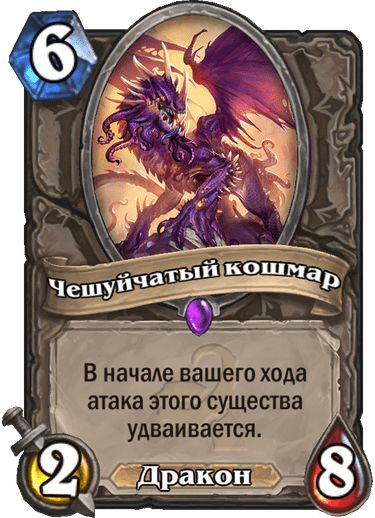 6
Чешуйчатый кошмар
В начале вашего хода
атака этого существа
удваивается.
2
Дракон
8